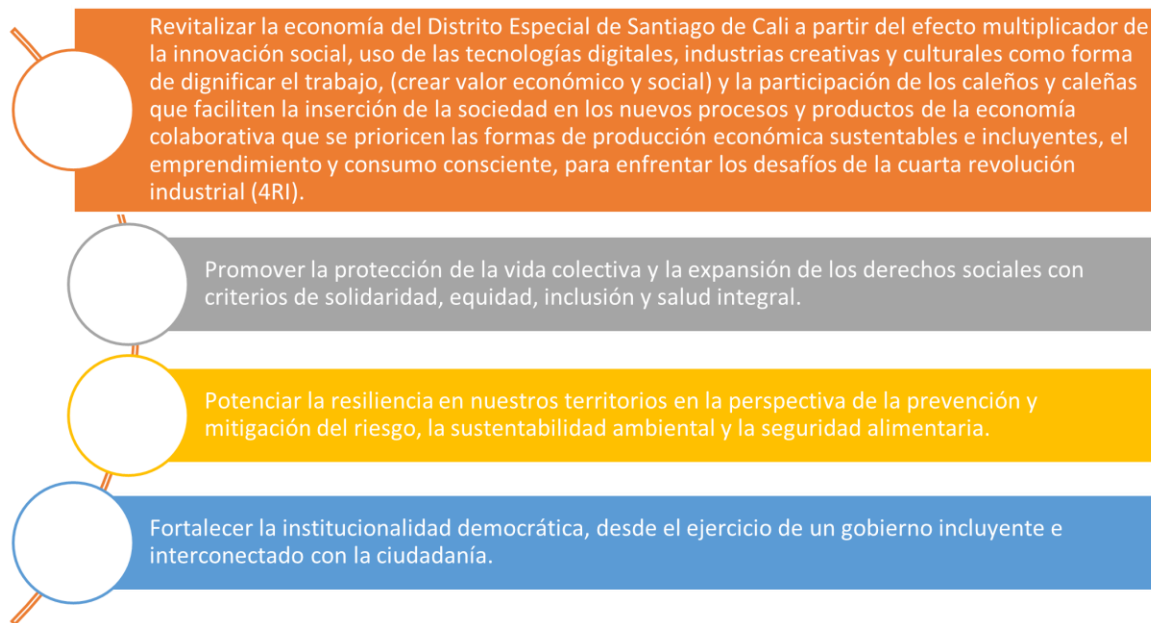 Revitalizar la economía del Distrito Especial de Santiago de Cali a partir del efecto multiplicador de
la innovación social, uso de las tecnologías digitales, industrias creativas y culturales como forma
de dignificar el trabajo, (crear valor económico y social) y la participación de los caleños y caleñas
que faciliten la inserción de la sociedad en los nuevos procesos y productos de la economía
colaborativa que se prioricen las formas de producción económica sustentables e incluyentes, el
emprendimiento y consumo consciente, para enfrentar los desafíos de la cuarta revolución
industrial (4RI).
Promover la protección de la vida colectiva y la expansión de los derechos sociales con
criterios de solidaridad, equidad, inclusión y salud integral.
Potenciar la resiliencia en nuestros territorios en la perspectiva de la prevención y
mitigación del riesgo, la sustentabilidad ambiental y la seguridad alimentaria.
Fortalecer la institucionalidad democrática, desde el ejercicio de un gobierno incluyente e
interconectado con la ciudadanía.